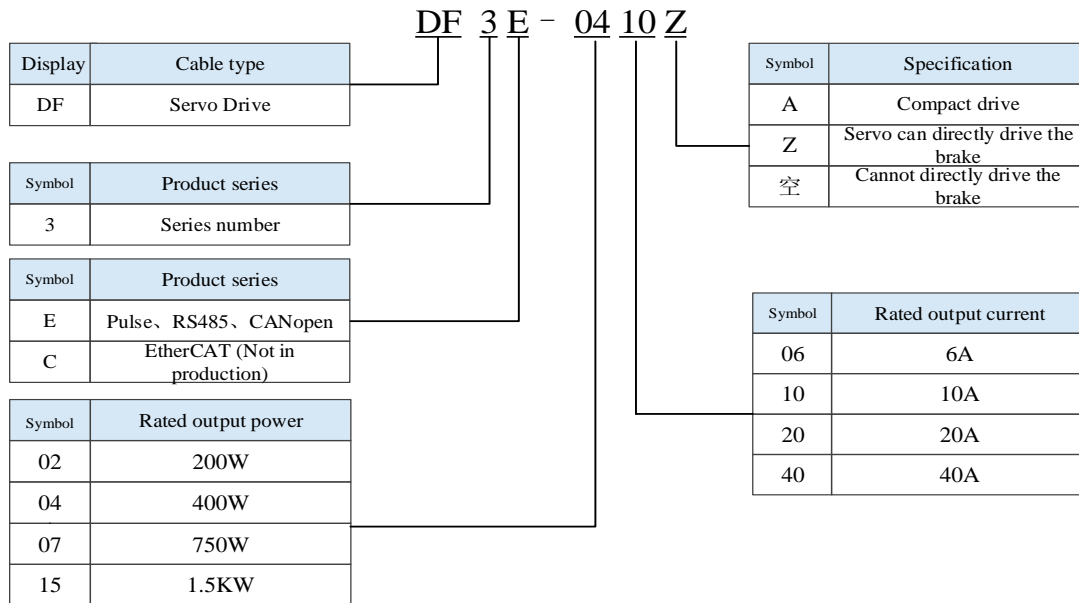 DF 3 E - 04 10 Z
Display Cable type
DF Servo Drive
Symbol Product series
3 Series number
Symbol Product series
E Pulse、RS485、CANopen
C EtherCAT (Not in
production)
Symbol Rated output power
02 200W
04 400W
07 750W
15 1.5KW
Symbol Specification
A Compact drive
Z Servo can directly drive the
brake
空 Cannot directly drive the
brake
Symbol Rated output current
06 6A
10 10A
20 20A
40 40A